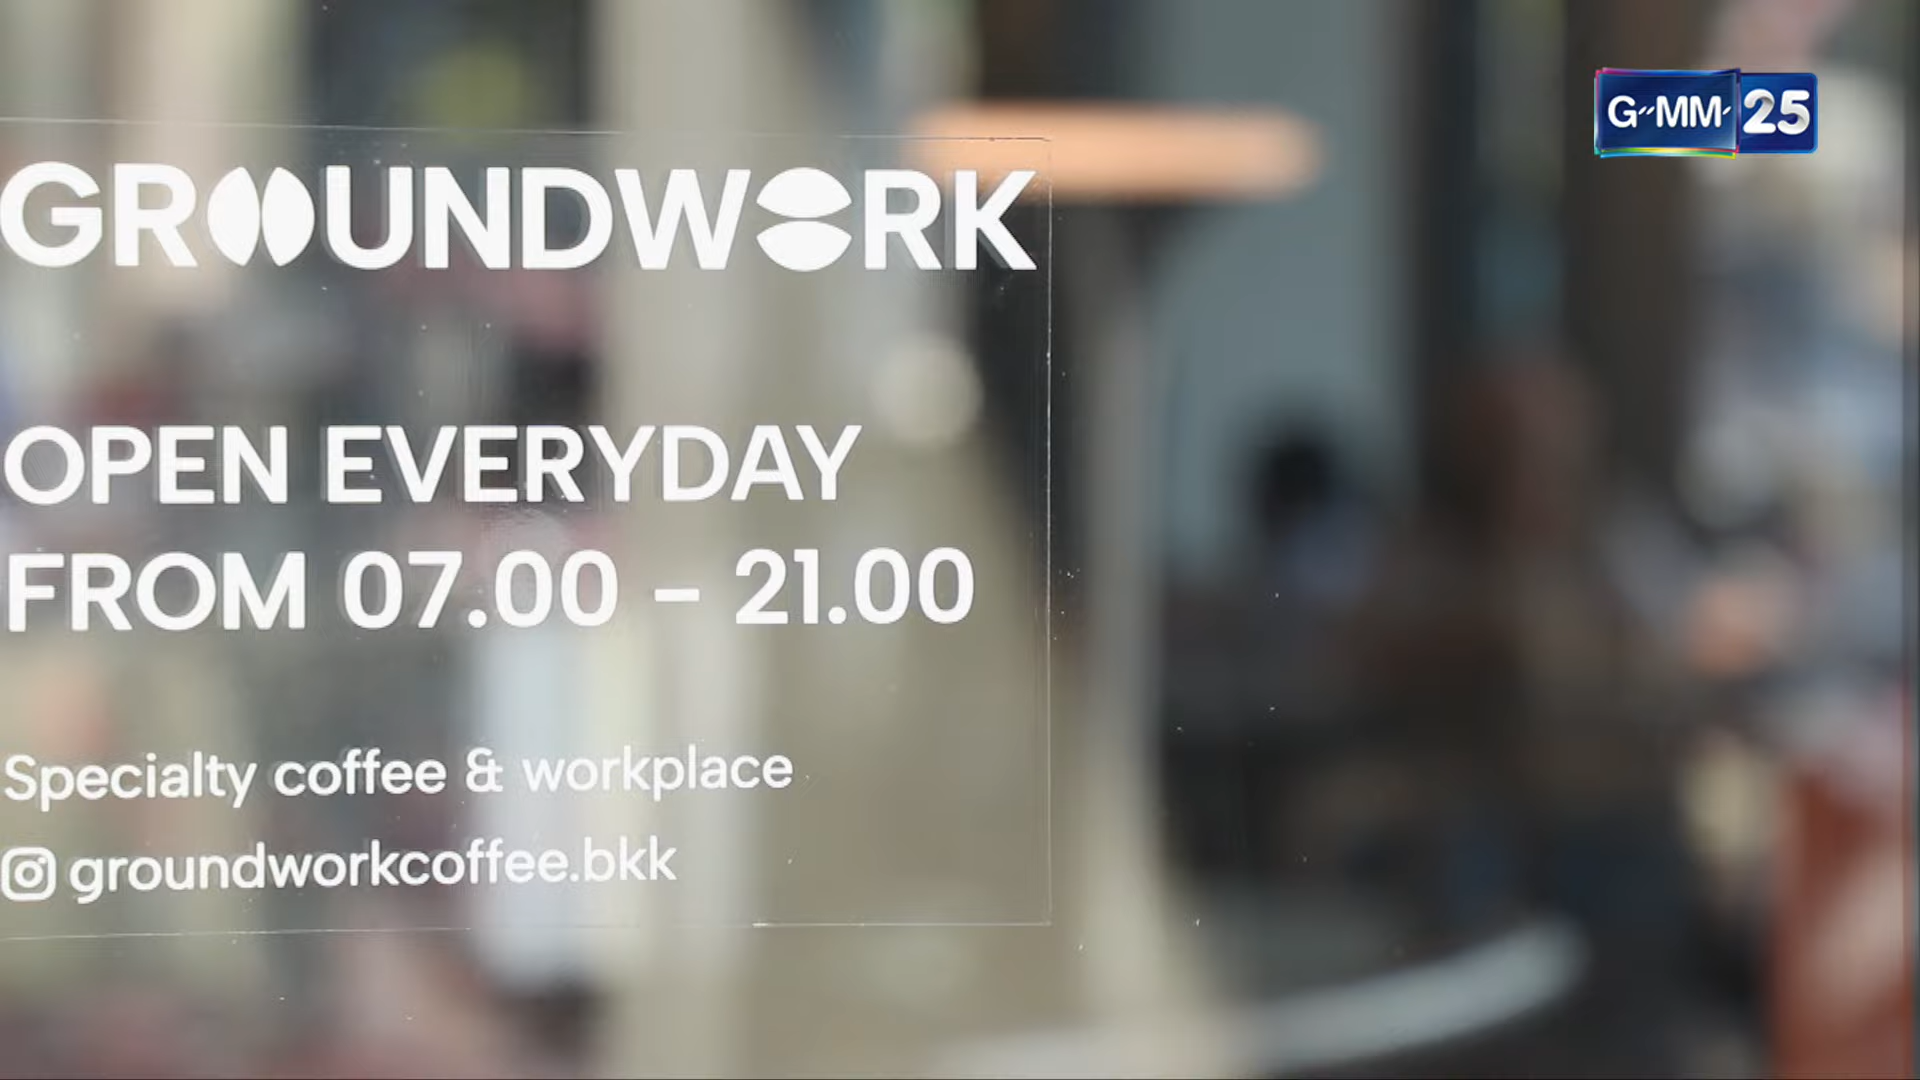 GROUNDWORK
OPEN EVERYDAY
FROM 07.00 – 21.00
Specialty coffee & workplace
groundworkcoffee.bkk
GMM 25